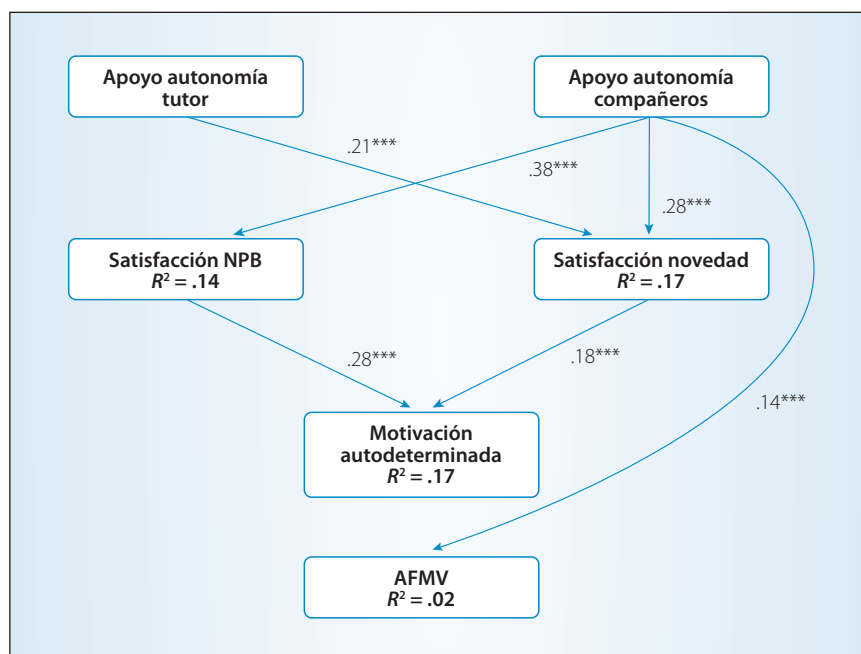 Apoyo autonomía
tutor
Apoyo autonomía
compañeros
.21***
.38***
.28***
Satisfacción NPB
R² = .14
Satisfacción novedad
R² = .17
.28***
.18***
.14***
Motivación
autodeterminada
R² = .17
AFMV
R² = .02